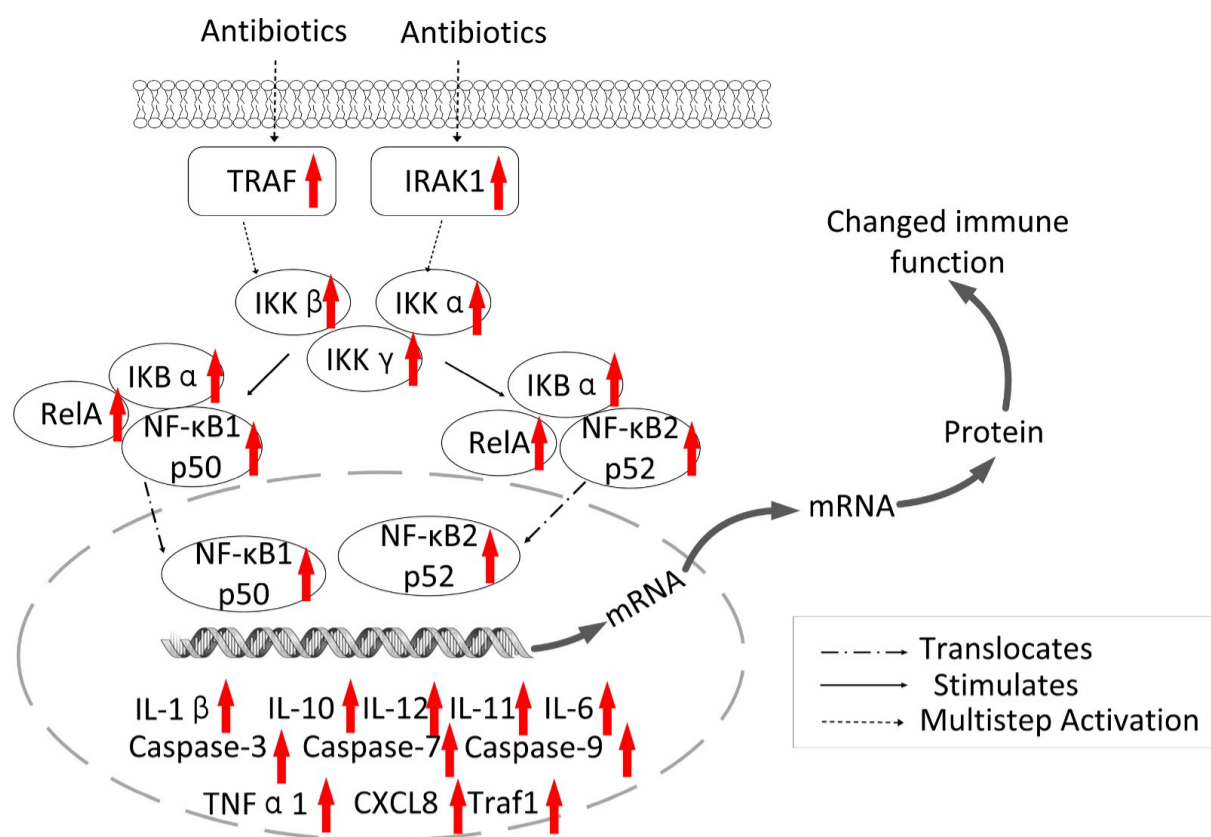 Antibiotics Antibiotics
TRAF IRAK1
IKK β IKK α
IKK γ
IKB α IKB α
RelA RelA
NF-κB1 NF-κB2
p50 p52
NF-κB1 NF-κB2
p50 p52
mRNA
IL-1 β IL-10 IL-12 IL-11 IL-6
Caspase-3 Caspase-7 Caspase-9
TNF α 1 CXCL8 Traf1
mRNA
Protein
Changed immune
function
Translocates
Stimulates
Multistep Activation